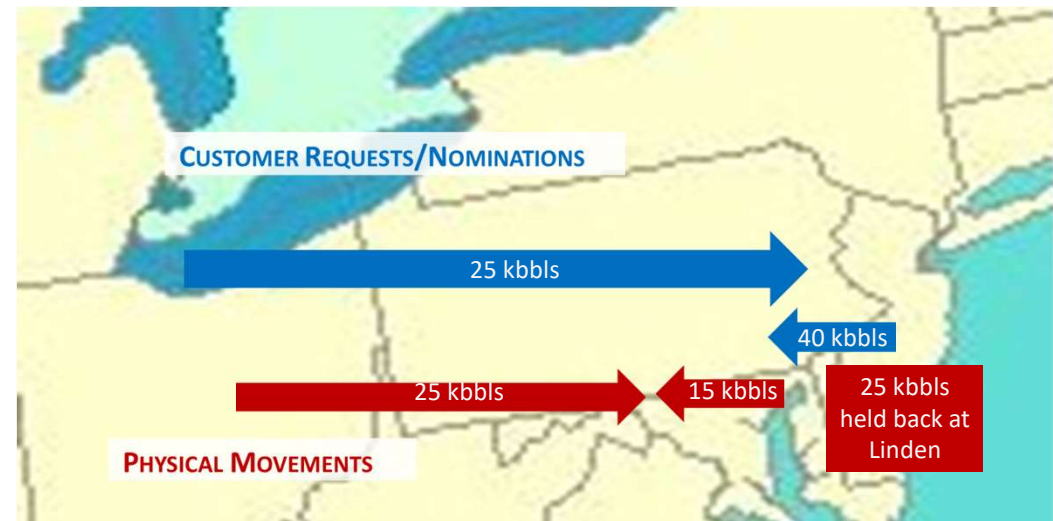 CUSTOMER REQUESTS/NOMINATIONS
25 kbbls
40 kbbls
25 kbbls
15 kbbls
25 kbbls
held back at
Linden
PHYSICAL MOVEMENTS